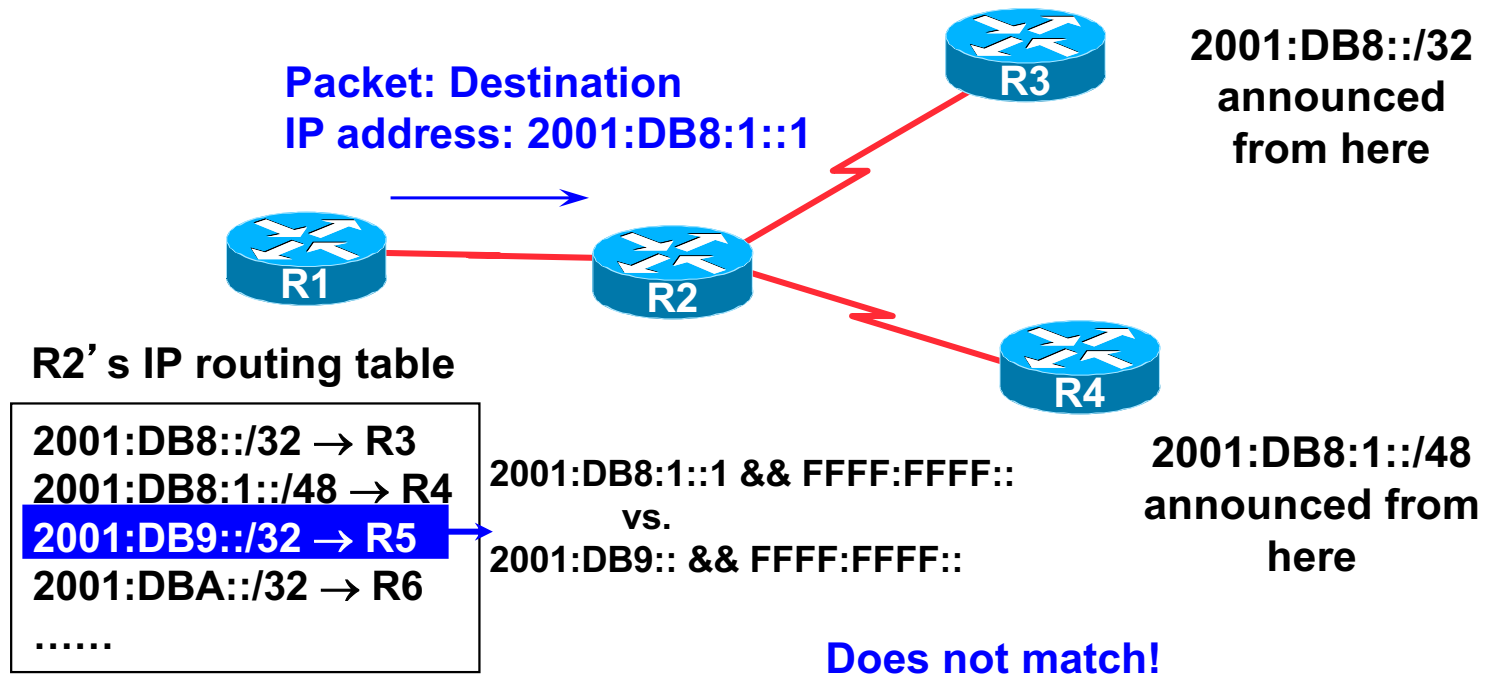 Packet: Destination
IP address: 2001:DB8:1::1
R3
2001:DB8::/32
announced
from here
R1
R2
R4
2001:DB8:1::/48
announced from
here
R2’s IP routing table
2001:DB8::/32 → R3
2001:DB8:1::/48 → R4
2001:DB9::/32 → R5
2001:DBA::/32 → R6
……
2001:DB8:1::1 && FFFF:FFFF::
vs.
2001:DB9:: && FFFF:FFFF::
Does not match!